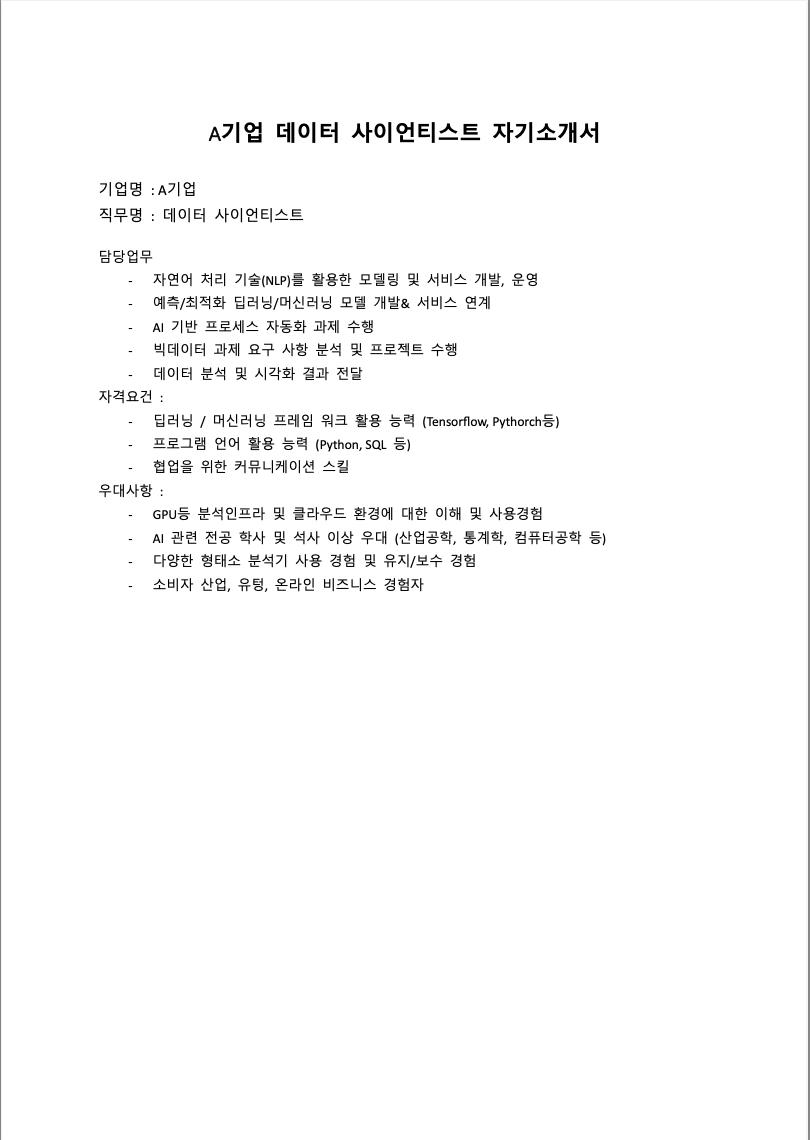 A기업 데이터 사이언티스트 자기소개서
기업명 : A기업
직무명 : 데이터 사이언티스트
담당업무
- 자연어 처리 기술(NLP)를 활용한 모델링 및 서비스 개발, 운영
- 예측/최적화 딥러닝/머신러닝 모델 개발& 서비스 연계
- AI 기반 프로세스 자동화 과제 수행
- 빅데이터 과제 요구 사항 분석 및 프로젝트 수행
- 데이터 분석 및 시각화 결과 전달
자격요건 :
- 딥러닝 / 머신러닝 프레임 워크 활용 능력 (Tensorflow, Pythorch등)
- 프로그램 언어 활용 능력 (Python, SQL 등)
- 협업을 위한 커뮤니케이션 스킬
우대사항 :
- GPU등 분석인프라 및 클라우드 환경에 대한 이해 및 사용경험
- AI 관련 전공 학사 및 석사 이상 우대 (산업공학, 통계학, 컴퓨터공학 등)
- 다양한 형태소 분석기 사용 경험 및 유지/보수 경험
- 소비자 산업, 유텅, 온라인 비즈니스 경험자